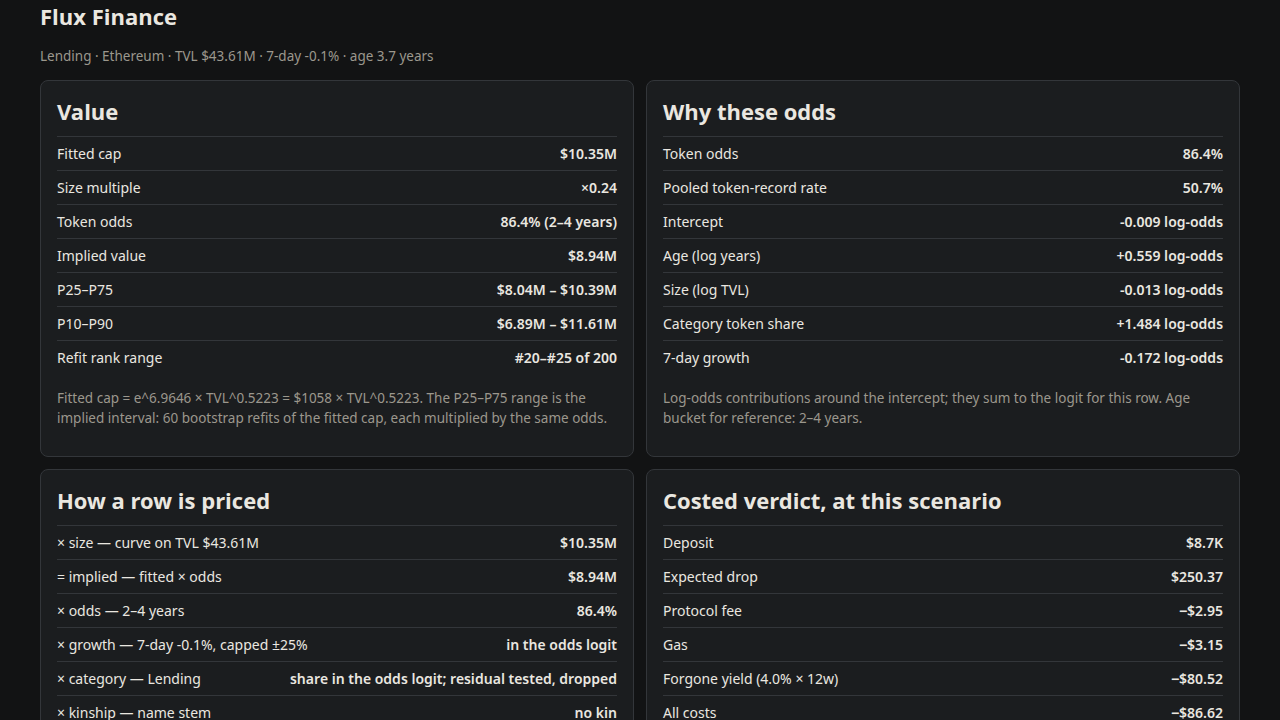 Flux Finance
Lending · Ethereum · TVL $43.61M · 7-day -0.1% · age 3.7 years
Value
Fitted cap $10.35M
Size multiple ×0.24
Token odds 86.4% (2–4 years)
Implied value $8.94M
P25–P75 $8.04M – $10.39M
P10–P90 $6.89M – $11.61M
Refit rank range #20–#25 of 200
Fitted cap = e^6.9646 × TVL^0.5223 = $1058 × TVL^0.5223. The P25–P75 range is the
implied interval: 60 bootstrap refits of the fitted cap, each multiplied by the same odds.
Why these odds
Token odds 86.4%
Pooled token-record rate 50.7%
Intercept -0.009 log-odds
Age (log years) +0.559 log-odds
Size (log TVL) -0.013 log-odds
Category token share +1.484 log-odds
7-day growth -0.172 log-odds
Log-odds contributions around the intercept; they sum to the logit for this row. Age
bucket for reference: 2–4 years.
How a row is priced
× size — curve on TVL $43.61M $10.35M
= implied — fitted × odds $8.94M
× odds — 2–4 years 86.4%
× growth — 7-day -0.1%, capped ±25% in the odds logit
× category — Lending share in the odds logit; residual tested, dropped
× kinship — name stem no kin
Costed verdict, at this scenario
Deposit $8.7K
Expected drop $250.37
Protocol fee −$2.95
Gas −$3.15
Forgone yield (4.0% × 12w) −$80.52
All costs −$86.62